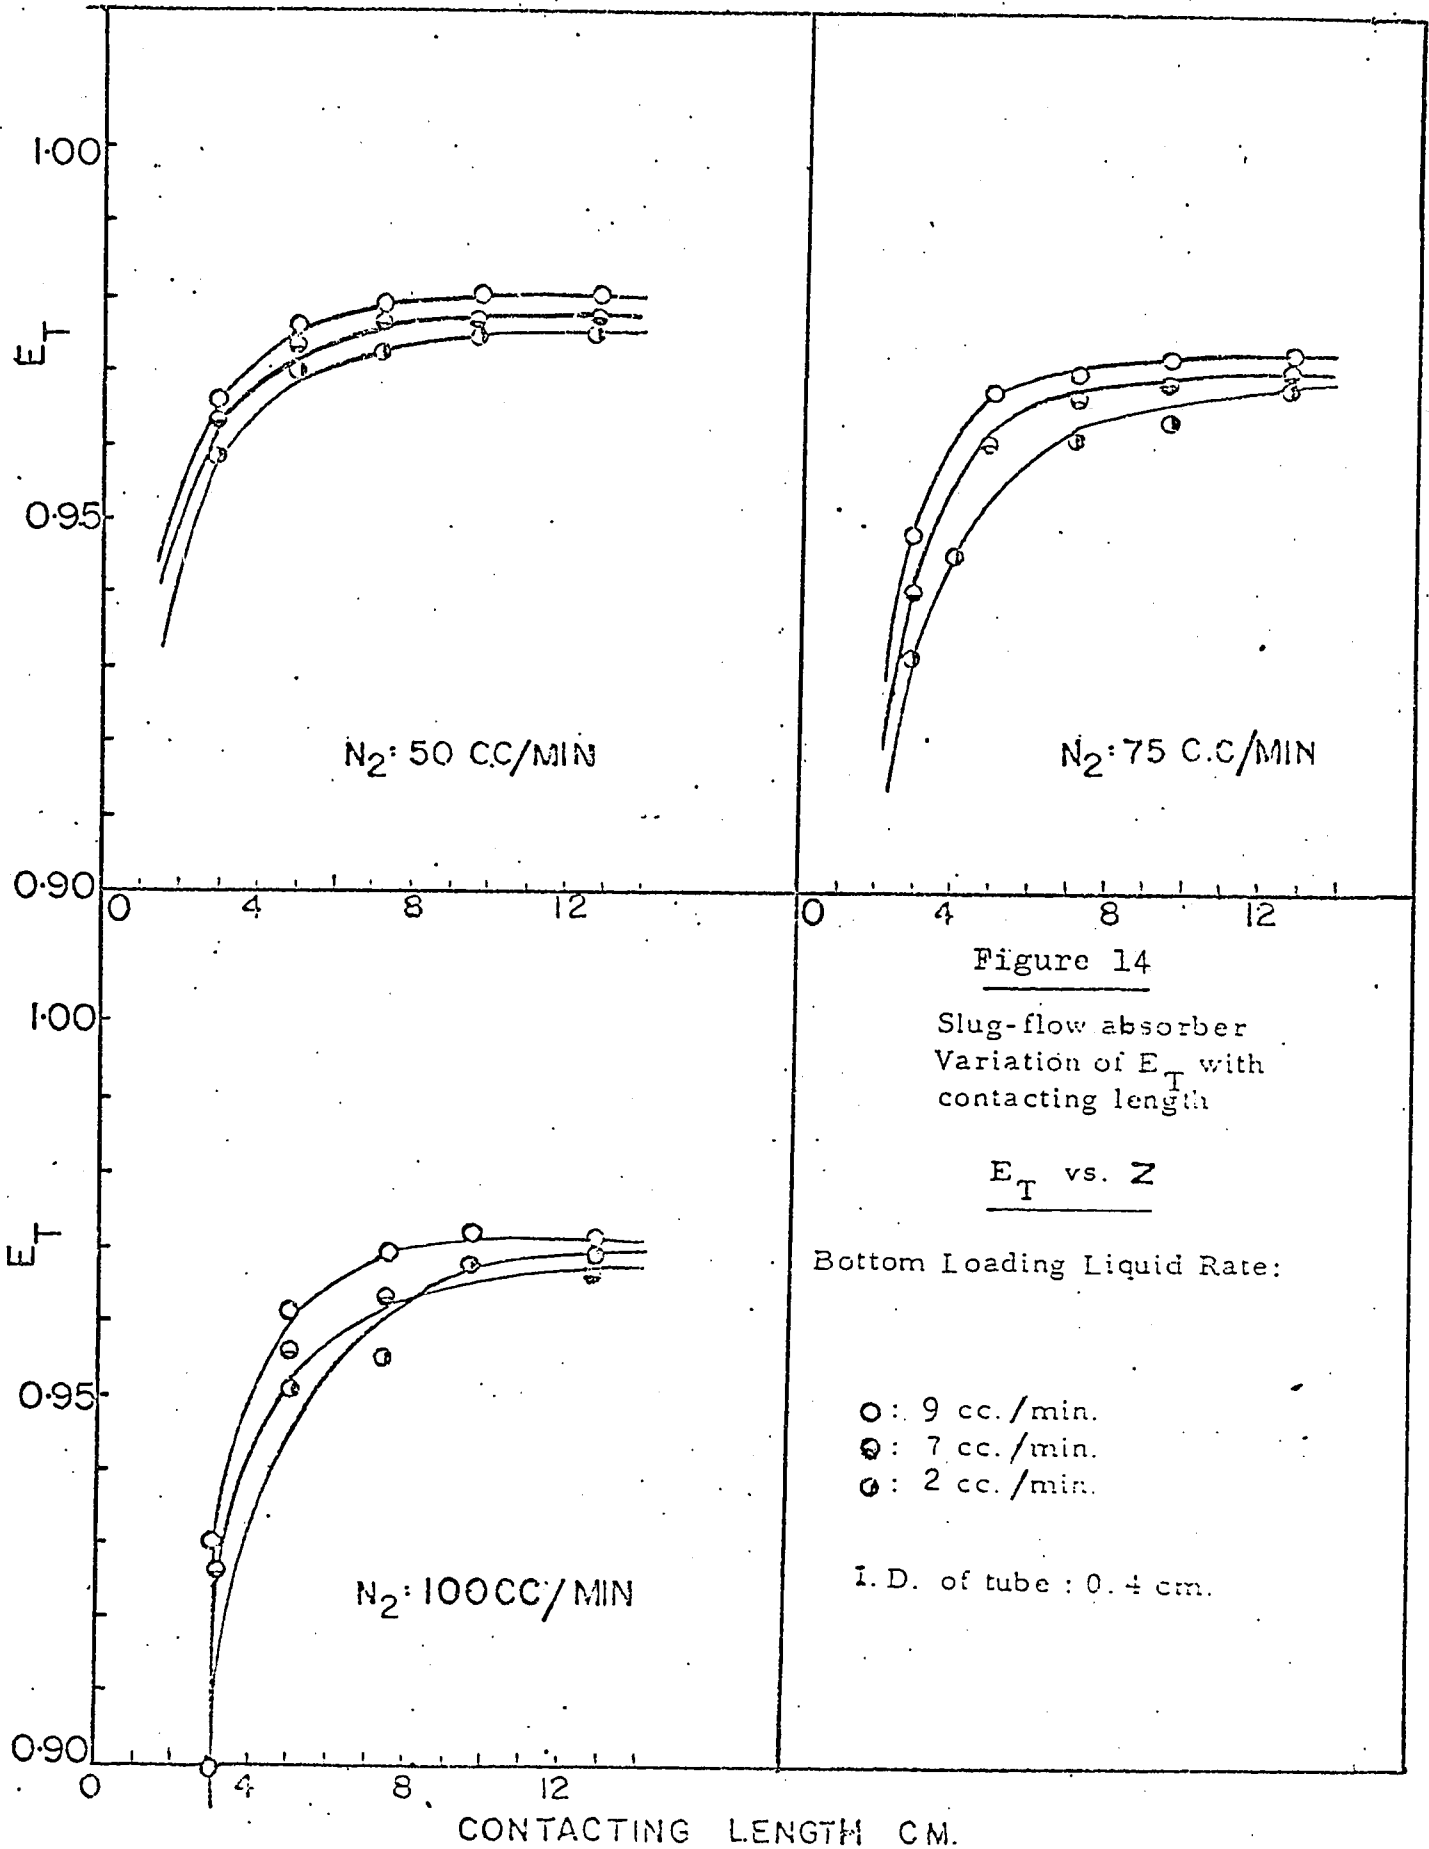 1.00
E_T
0.95
0.90
0 4 8 12
N₂: 50 C.C/MIN
0 4 8 12
N₂: 75 C.C/MIN
1.00
E_T
0.95
0.90
0 4 8 12
N₂: 100CC/MIN
CONTACTING LENGTH CM.
Figure 14
Slug-flow absorber
Variation of E_T with
contacting length
E_T vs. Z
Bottom Loading Liquid Rate:
: 9 cc./min.
: 7 cc./min.
: 2 cc./min.
I.D. of tube : 0.4 cm.